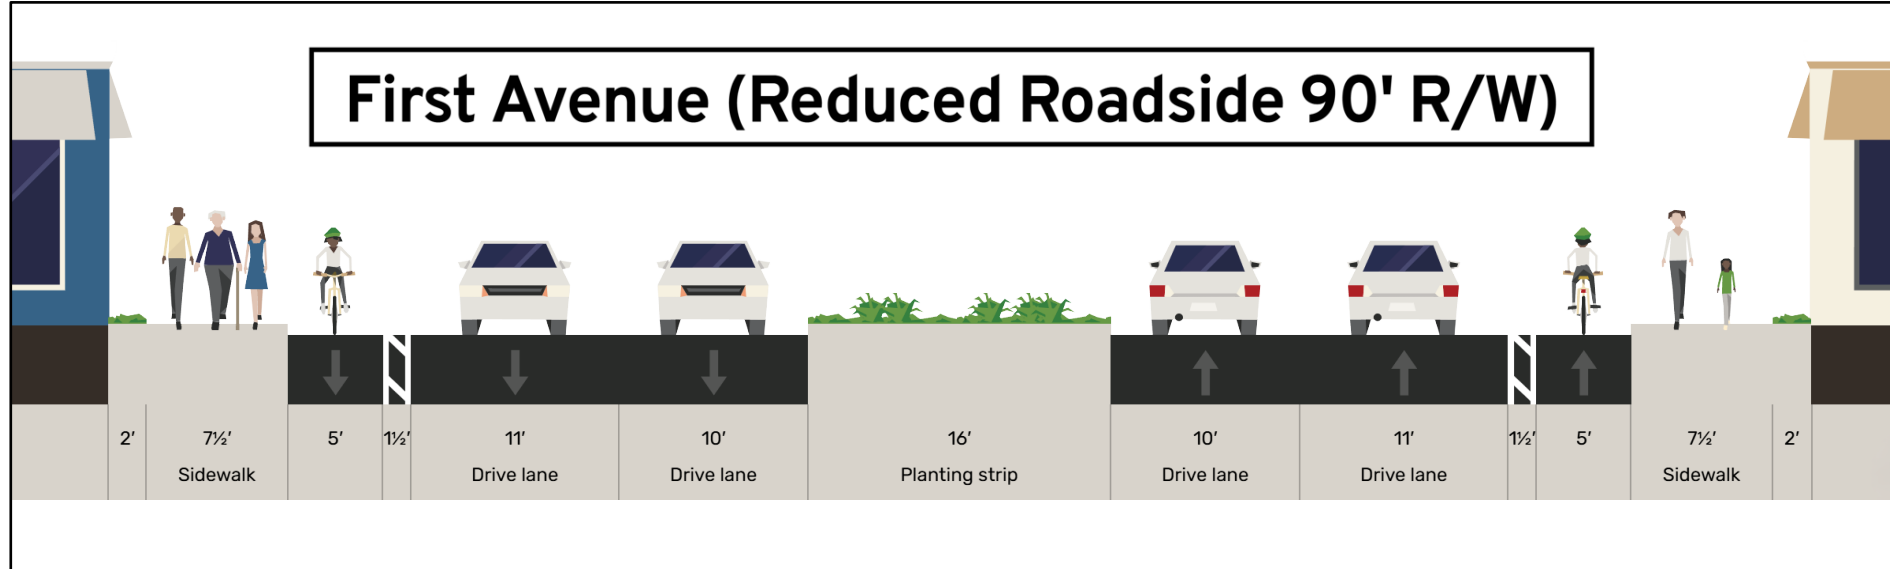 First Avenue (Reduced Roadside 90' R/W)
2' 7½' 5' 1½' 11' 10' 16' 10' 11' 1½' 5' 7½' 2'
Sidewalk Drive lane Drive lane Planting strip Drive lane Drive lane Sidewalk